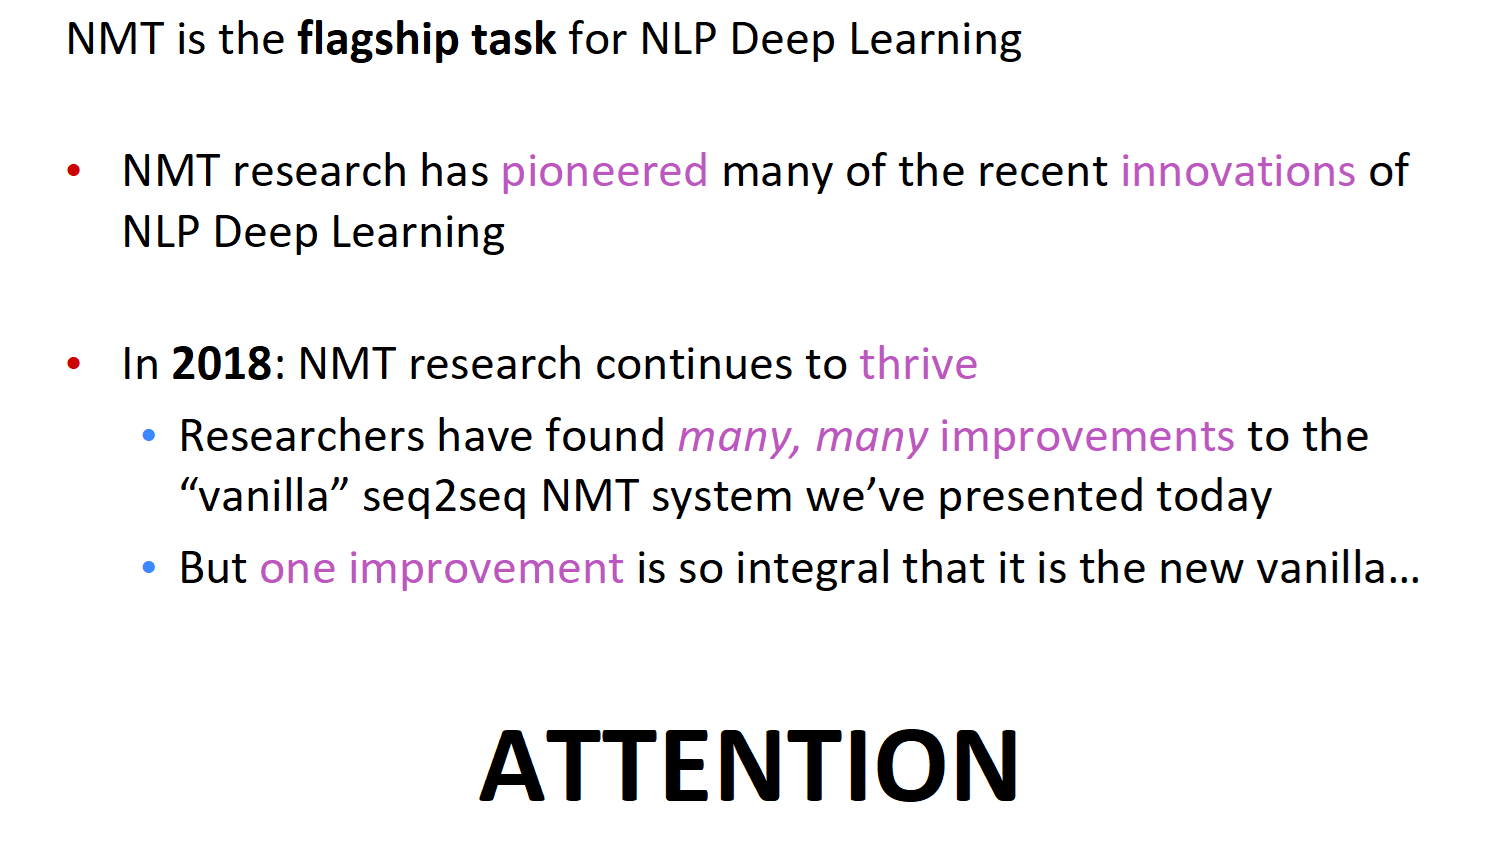 NMT is the flagship task for NLP Deep Learning
• NMT research has pioneered many of the recent innovations of
NLP Deep Learning
• In 2018: NMT research continues to thrive
• Researchers have found many, many improvements to the
“vanilla” seq2seq NMT system we’ve presented today
• But one improvement is so integral that it is the new vanilla…
ATTENTION